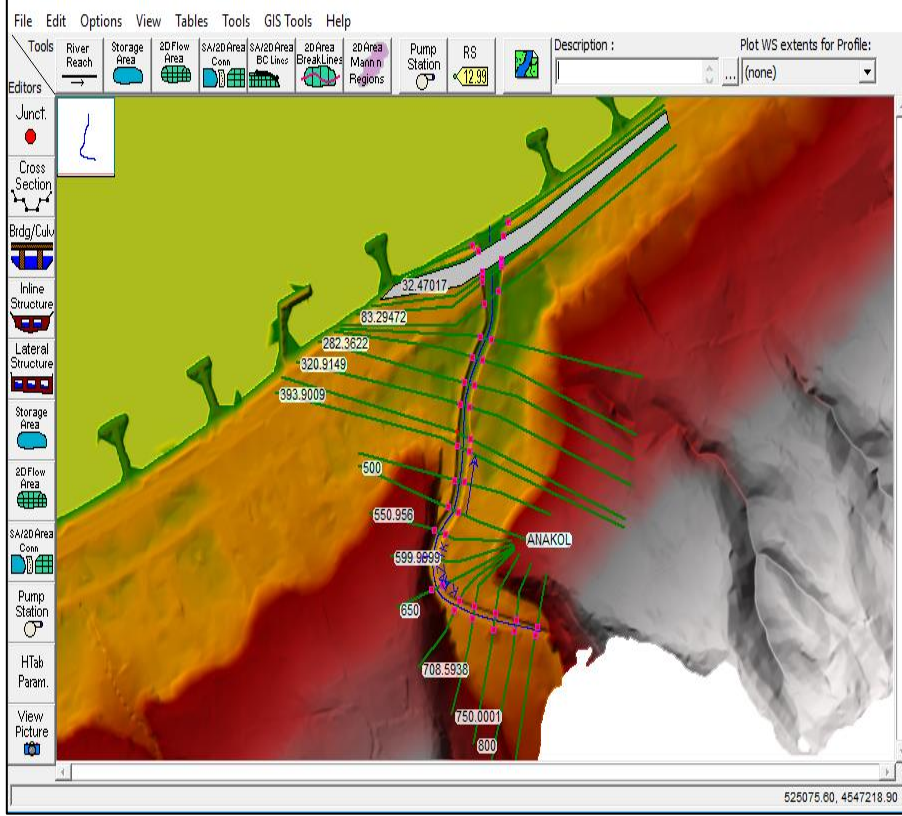 File Edit Options View Tables Tools GIS Tools Help
Tools
Editors
River
Reach
Storage
Area
2D Flow
Area
SA/2D Area
Conn
SA/2D Area
BC Lines
2D Area
BreakLines
2D Area
Mann n
Regions
Pump
Station
RS
12.99
Description :
...
Plot WS extents for Profile:
(none)
Junct.
Cross
Section
Brdg/Culv
Inline
Structure
Lateral
Structure
Storage
Area
2D Flow
Area
SA/2D Area
Conn
Pump
Station
HTab
Param.
View
Picture
32.47017
83.29472
282.3622
320.9149
393.9009
500
550.956
ANAKOL
650
708.5938
750.0001
800
525075.60, 4547218.90